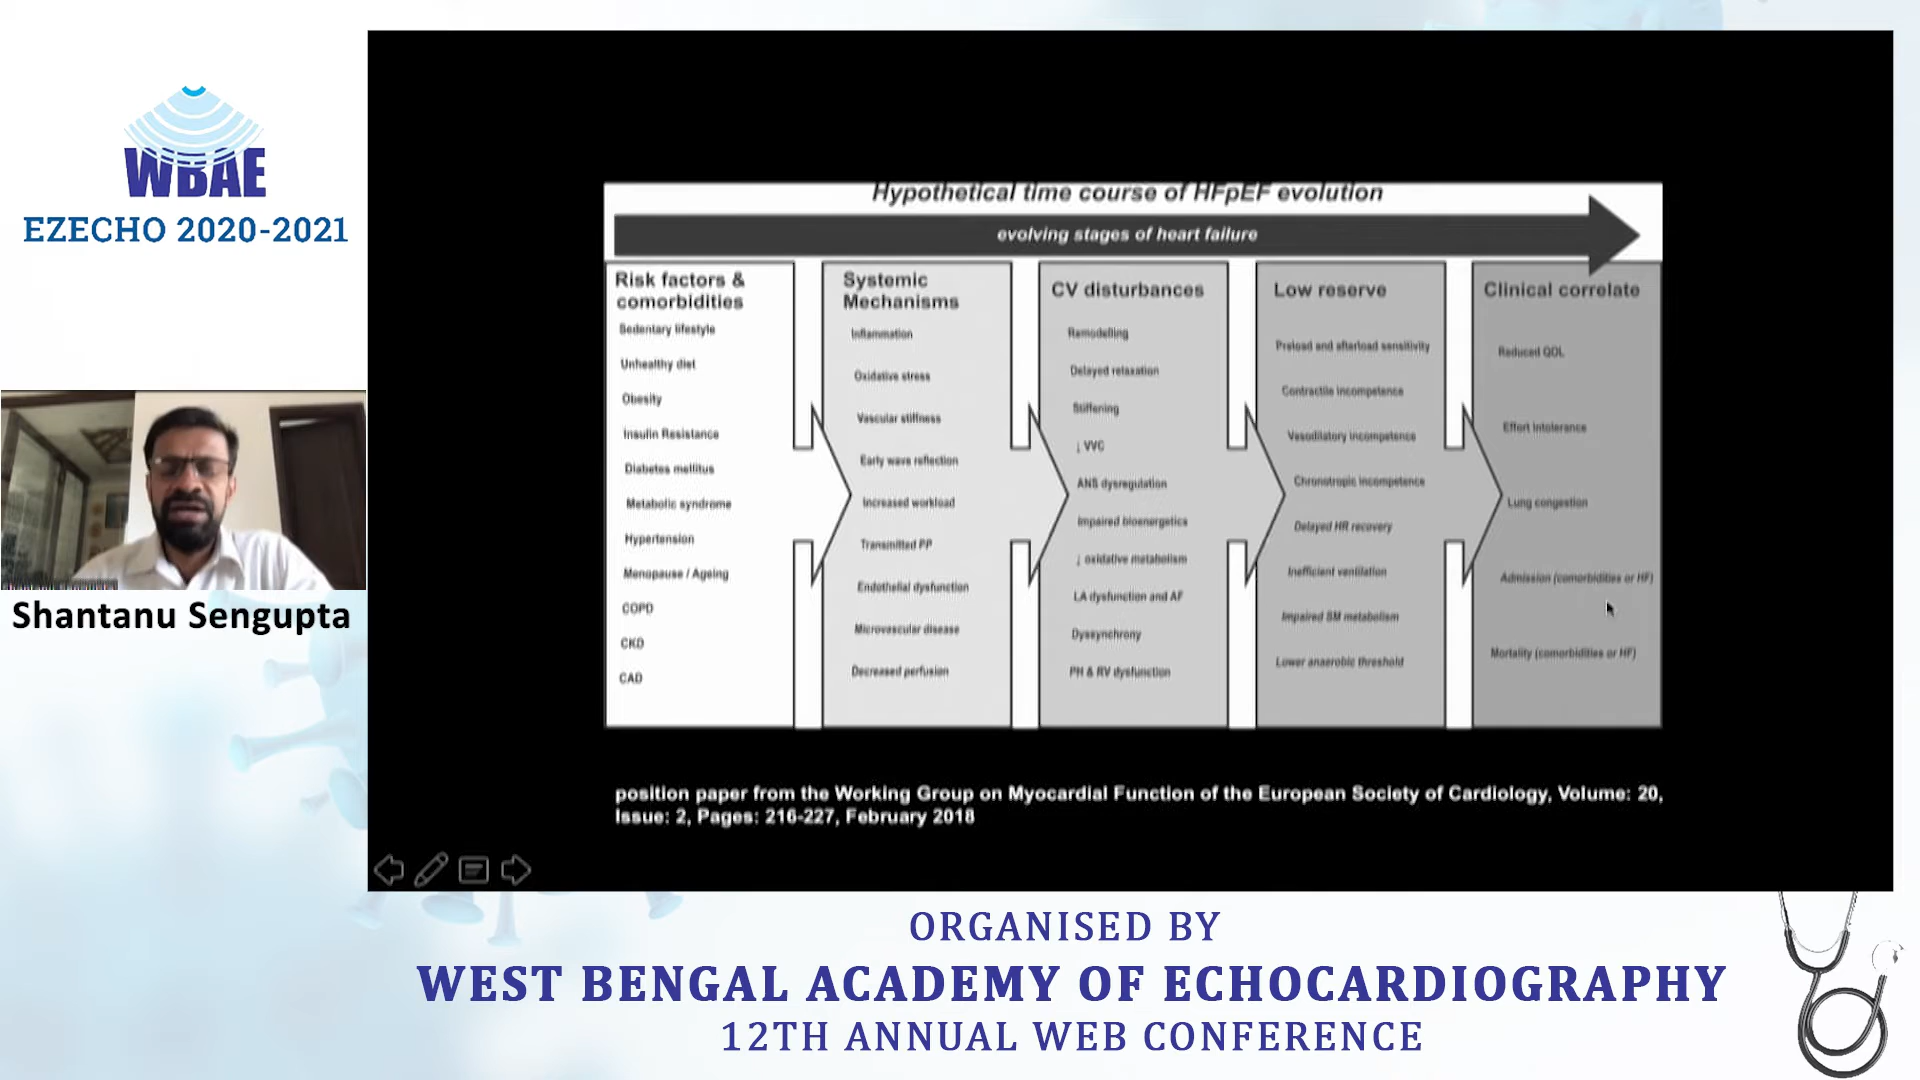 WBAE
EZECHO 2020-2021
Shantanu Sengupta
Hypothetical time course of HFpEF evolution
evolving stages of heart failure
Risk factors &
comorbidities
Sedentary lifestyle
Unhealthy diet
Obesity
Insulin Resistance
Diabetes mellitus
Metabolic syndrome
Hypertension
Menopause / Ageing
COPD
CKD
CAD
Systemic
Mechanisms
Inflammation
Oxidative stress
Vascular stiffness
Early wave reflection
Increased workload
Transmitted PP
Endothelial dysfunction
Microvascular disease
Decreased perfusion
CV disturbances
Remodelling
Delayed relaxation
Stiffening
↓ VVC
ANS dysregulation
Impaired bioenergetics
↓ oxidative metabolism
LA dysfunction and AF
Dyssynchrony
PH & RV dysfunction
Low reserve
Preload and afterload sensitivity
Contractile incompetence
Vasodilatory incompetence
Chronotropic incompetence
Delayed HR recovery
Inefficient ventilation
Impaired SM metabolism
Lower anaerobic threshold
Clinical correlate
Reduced QOL
Effort intolerance
Lung congestion
Admission (comorbidities or HF)
Mortality (comorbidities or HF)
position paper from the Working Group on Myocardial Function of the European Society of Cardiology, Volume: 20,
Issue: 2, Pages: 216-227, February 2018
ORGANISED BY
WEST BENGAL ACADEMY OF ECHOCARDIOGRAPHY
12TH ANNUAL WEB CONFERENCE